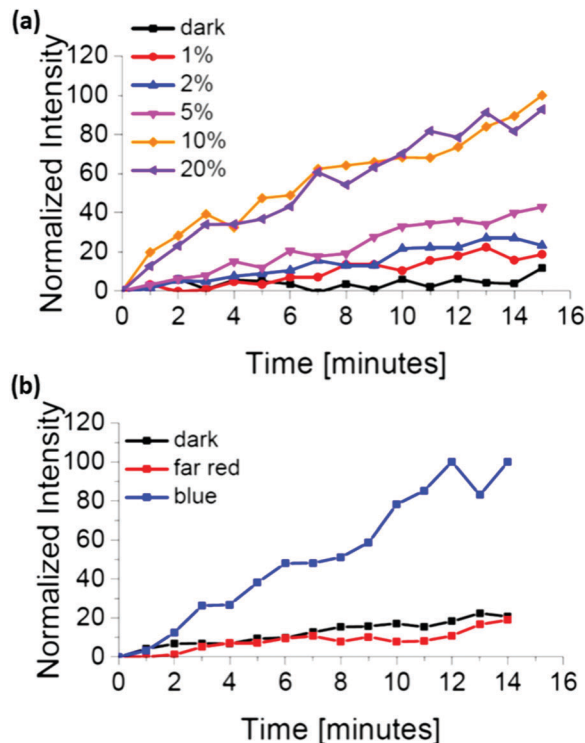 (a)
dark
1%
2%
5%
10%
20%
Normalized Intensity
120
100
80
60
40
20
0
0 2 4 6 8 10 12 14 16
Time [minutes]
(b)
dark
far red
blue
Normalized Intensity
120
100
80
60
40
20
0
0 2 4 6 8 10 12 14 16
Time [minutes]